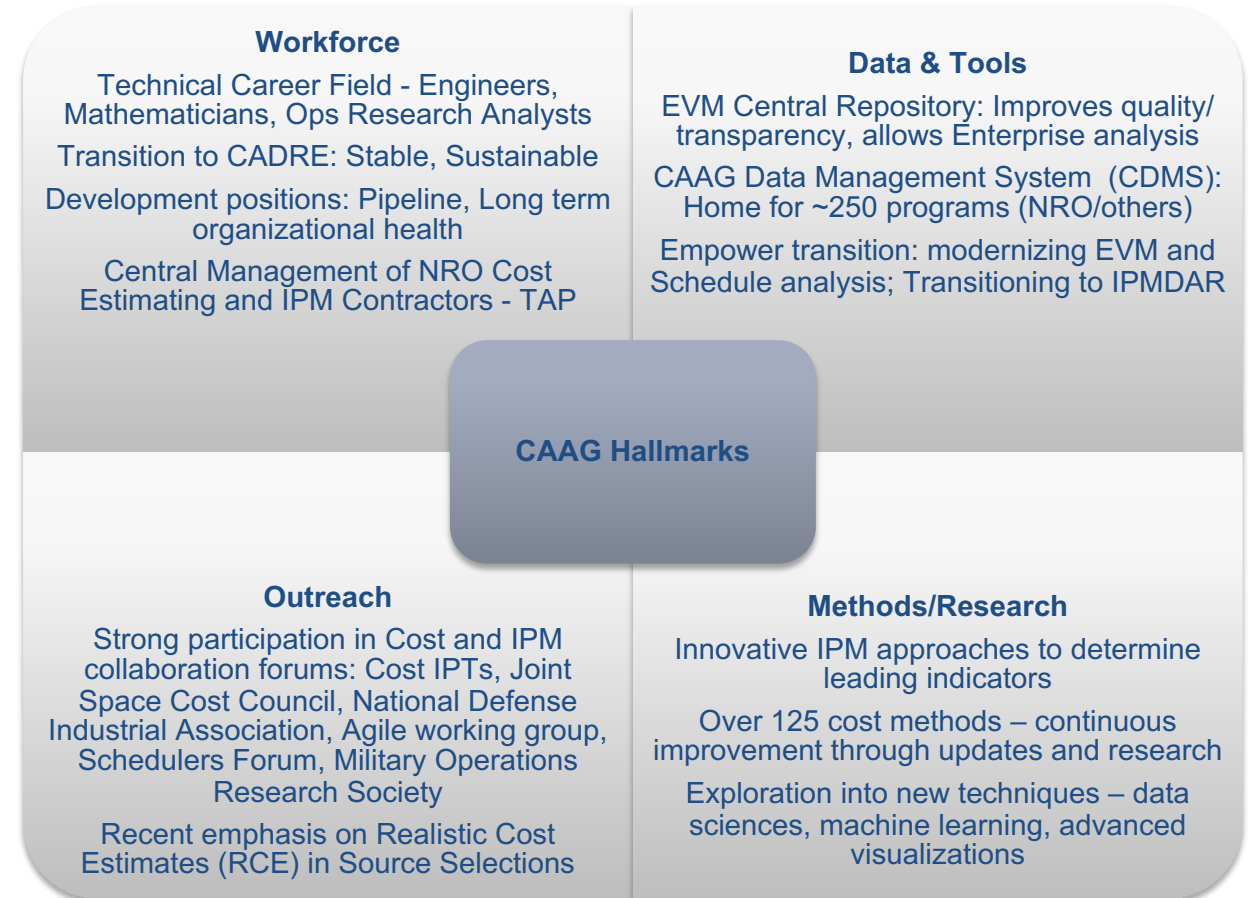 Workforce
Technical Career Field - Engineers,
Mathematicians, Ops Research Analysts
Transition to CADRE: Stable, Sustainable
Development positions: Pipeline, Long term
organizational health
Central Management of NRO Cost
Estimating and IPM Contractors - TAP
Data & Tools
EVM Central Repository: Improves quality/
transparency, allows Enterprise analysis
CAAG Data Management System (CDMS):
Home for ~250 programs (NRO/others)
Empower transition: modernizing EVM and
Schedule analysis; Transitioning to IPMDAR
CAAG Hallmarks
Outreach
Strong participation in Cost and IPM
collaboration forums: Cost IPTs, Joint
Space Cost Council, National Defense
Industrial Association, Agile working group,
Schedulers Forum, Military Operations
Research Society
Recent emphasis on Realistic Cost
Estimates (RCE) in Source Selections
Methods/Research
Innovative IPM approaches to determine
leading indicators
Over 125 cost methods – continuous
improvement through updates and research
Exploration into new techniques – data
sciences, machine learning, advanced
visualizations